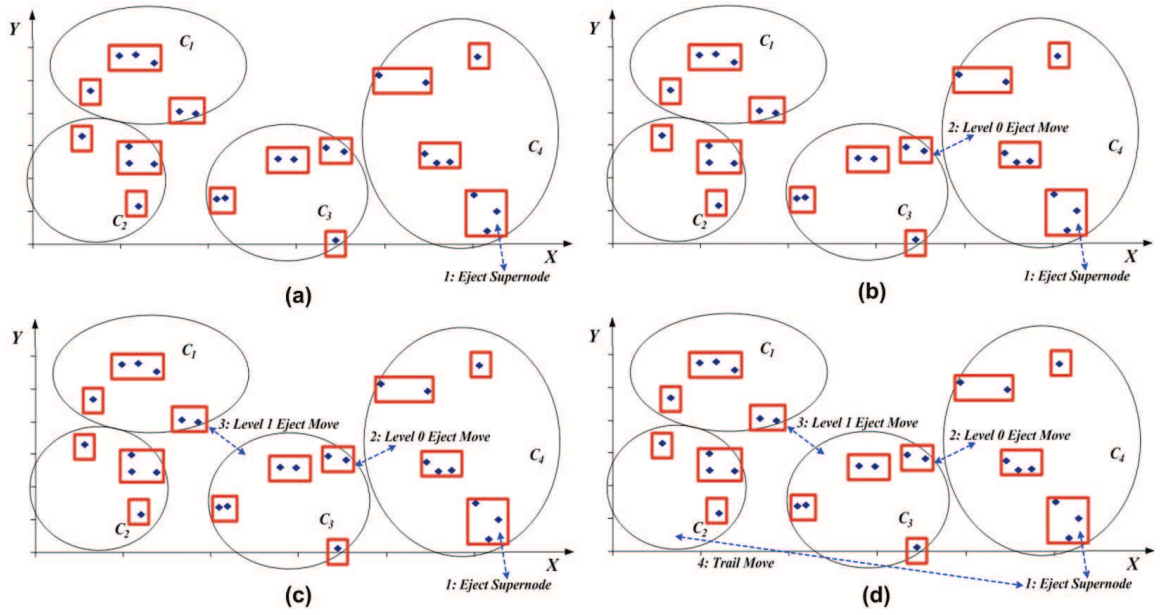 Y
C1
C4
C2
C3
X
1: Eject Supernode
(a)
Y
C1
2: Level 0 Eject Move
C4
C2
C3
X
1: Eject Supernode
(b)
Y
C1
3: Level 1 Eject Move
2: Level 0 Eject Move
C4
C2
C3
X
1: Eject Supernode
(c)
Y
C1
3: Level 1 Eject Move
2: Level 0 Eject Move
C4
C2
C3
4: Trail Move
X
1: Eject Supernode
(d)